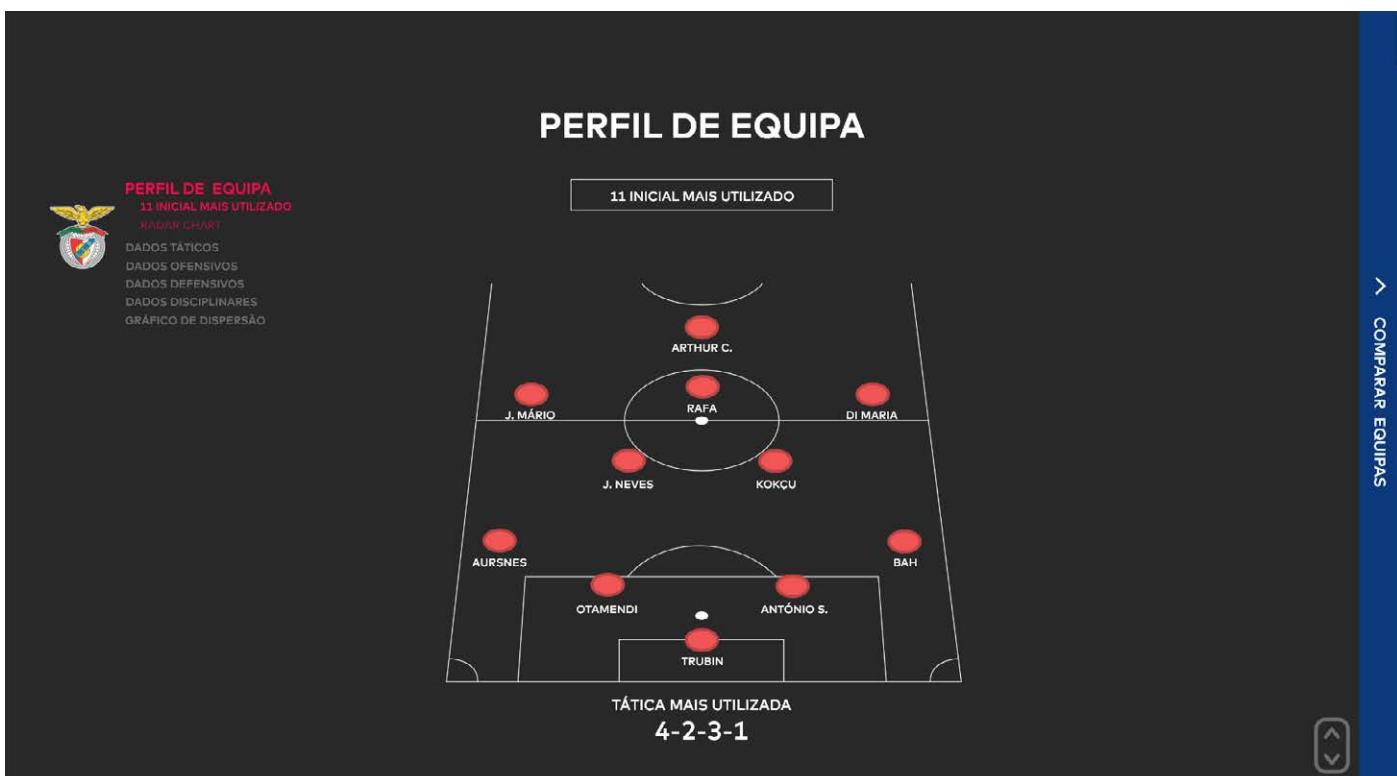 PERFIL DE EQUIPA
11 INICIAL MAIS UTILIZADO
PERFIL DE EQUIPA
11 INICIAL MAIS UTILIZADO
RADAR CHART
DADOS TÁTICOS
DADOS OFENSIVOS
DADOS DEFENSIVOS
DADOS DISCIPLINARES
GRÁFICO DE DISPERSÃO
ARTHUR C.
J. MÁRIO
RAFA
DI MARIA
J. NEVES
KOKÇU
AURSNES
BAH
OTAMENDI
ANTÓNIO S.
TRUBIN
TÁTICA MAIS UTILIZADA
4-2-3-1
COMPARAR EQUIPAS